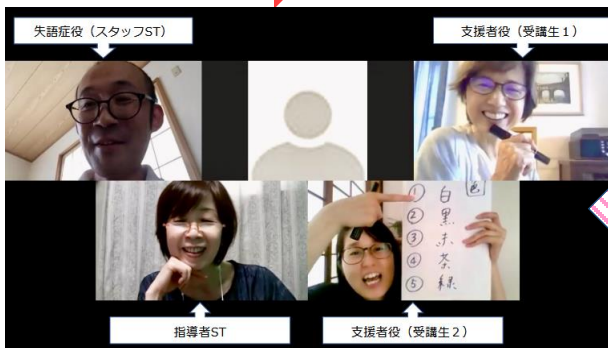 失語症役（スタッフST）
支援者役（受講生１）
色
① 白
② 黒
③ 赤
④ 茶
⑤ 緑
指導者ST
支援者役（受講生２）